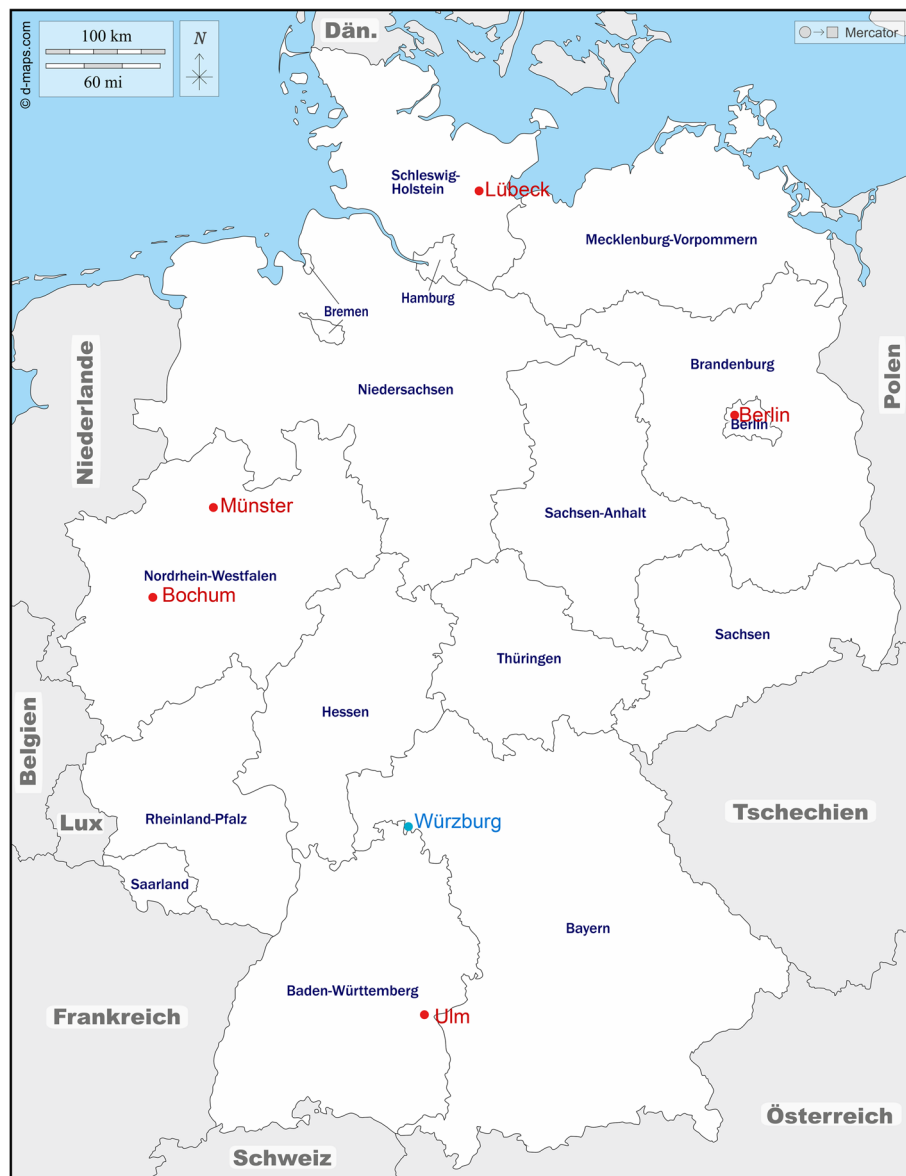 Dän.
100 km
60 mi
N
Mercator
© d-maps.com
Schleswig-
Holstein
Lübeck
Mecklenburg-Vorpommern
Hamburg
Bremen
Niederlande
Niedersachsen
Brandenburg
Polen
Berlin
Berlin
Münster
Sachsen-Anhalt
Nordrhein-Westfalen
Bochum
Sachsen
Thüringen
Hessen
Belgien
Lux
Rheinland-Pfalz
Würzburg
Tschechien
Saarland
Bayern
Baden-Württemberg
Frankreich
Ulm
Österreich
Schweiz